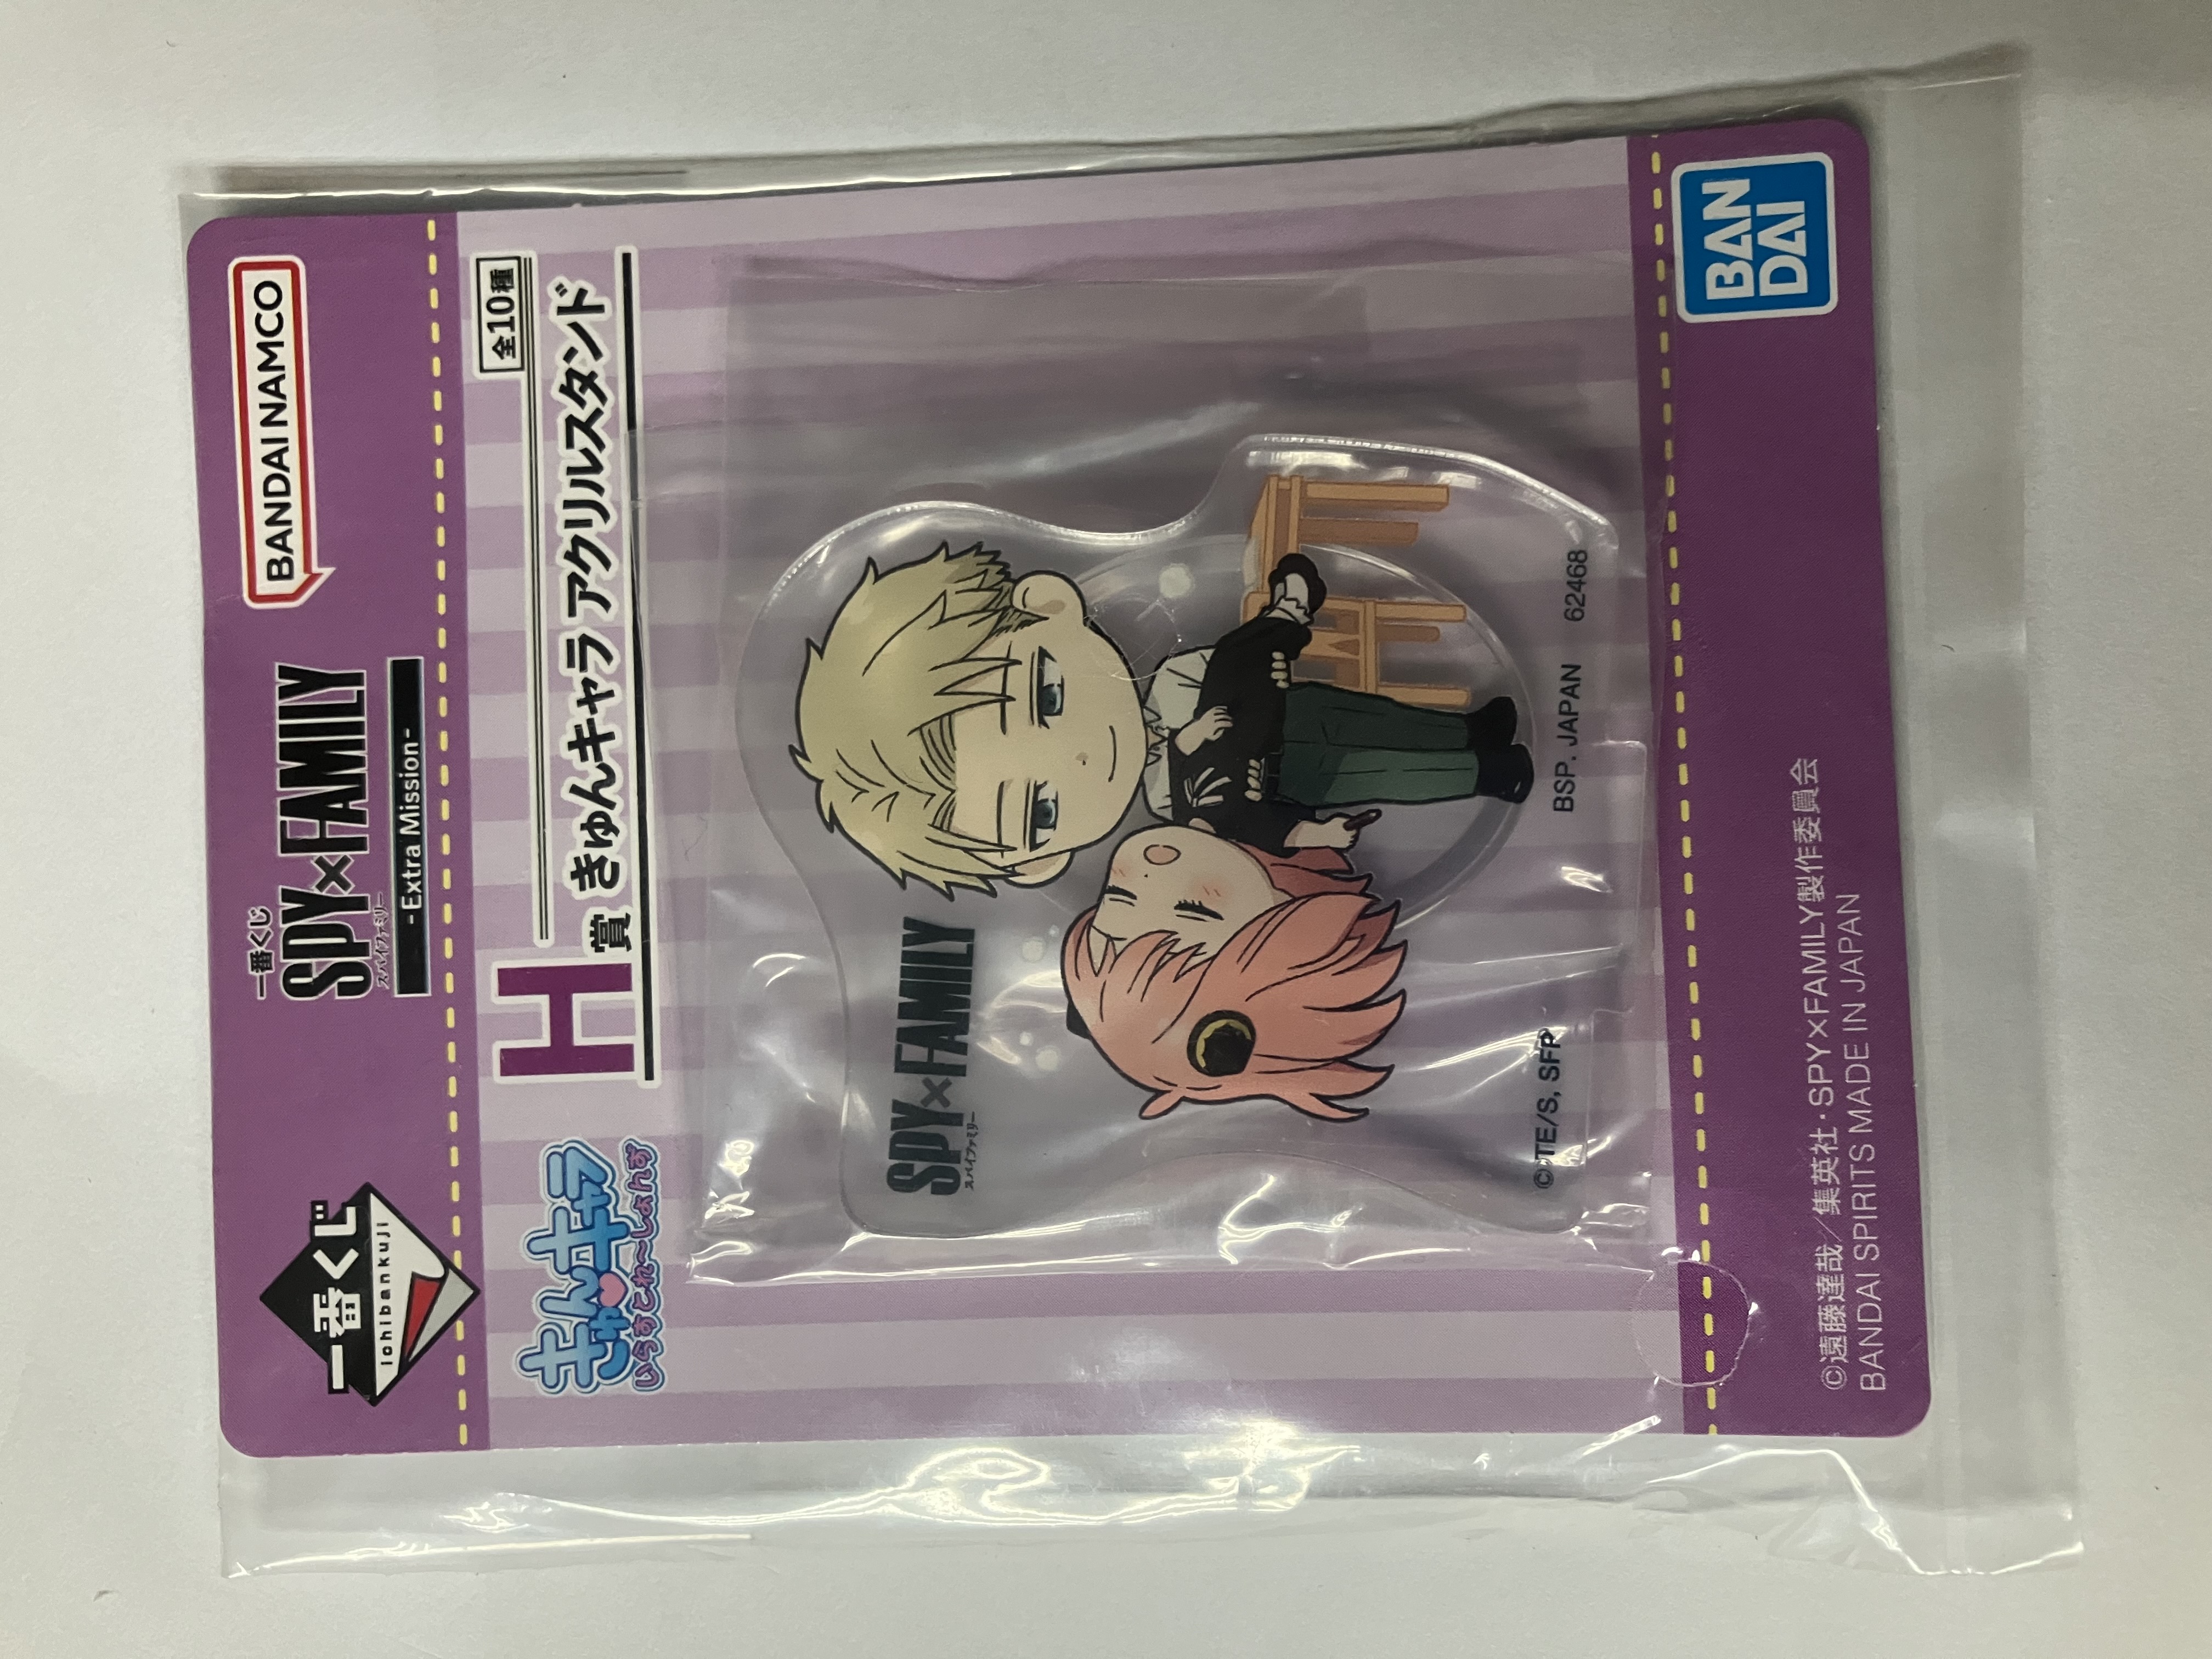 BANDAI NAMCO
一番くじ
SPY×FAMILY
スパイファミリー
-Extra Mission-
一番くじ
Ichibankuji
全10種
H賞 きゅんキャラ アクリルスタンド
きゅんキャラ
いらすとれ〜しょんず
SPY×FAMILY
スパイファミリー
©TE/S, SFP
BSP. JAPAN 62468
BAN
DAI
©遠藤達哉／集英社・SPY×FAMILY製作委員会
BANDAI SPIRITS MADE IN JAPAN